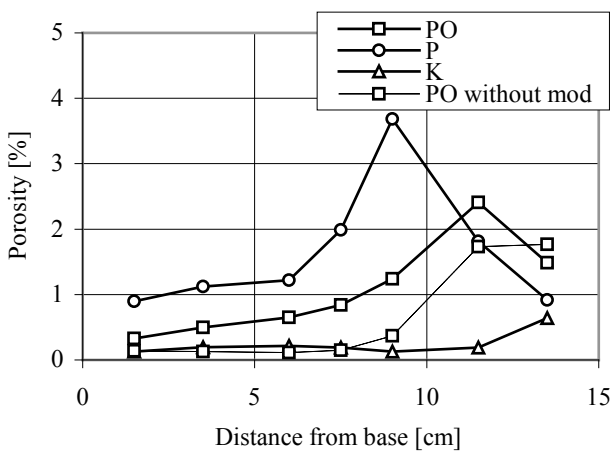 PO
P
K
PO without mod
5
4
3
2
1
0
Porosity [%]
0 5 10 15
Distance from base [cm]